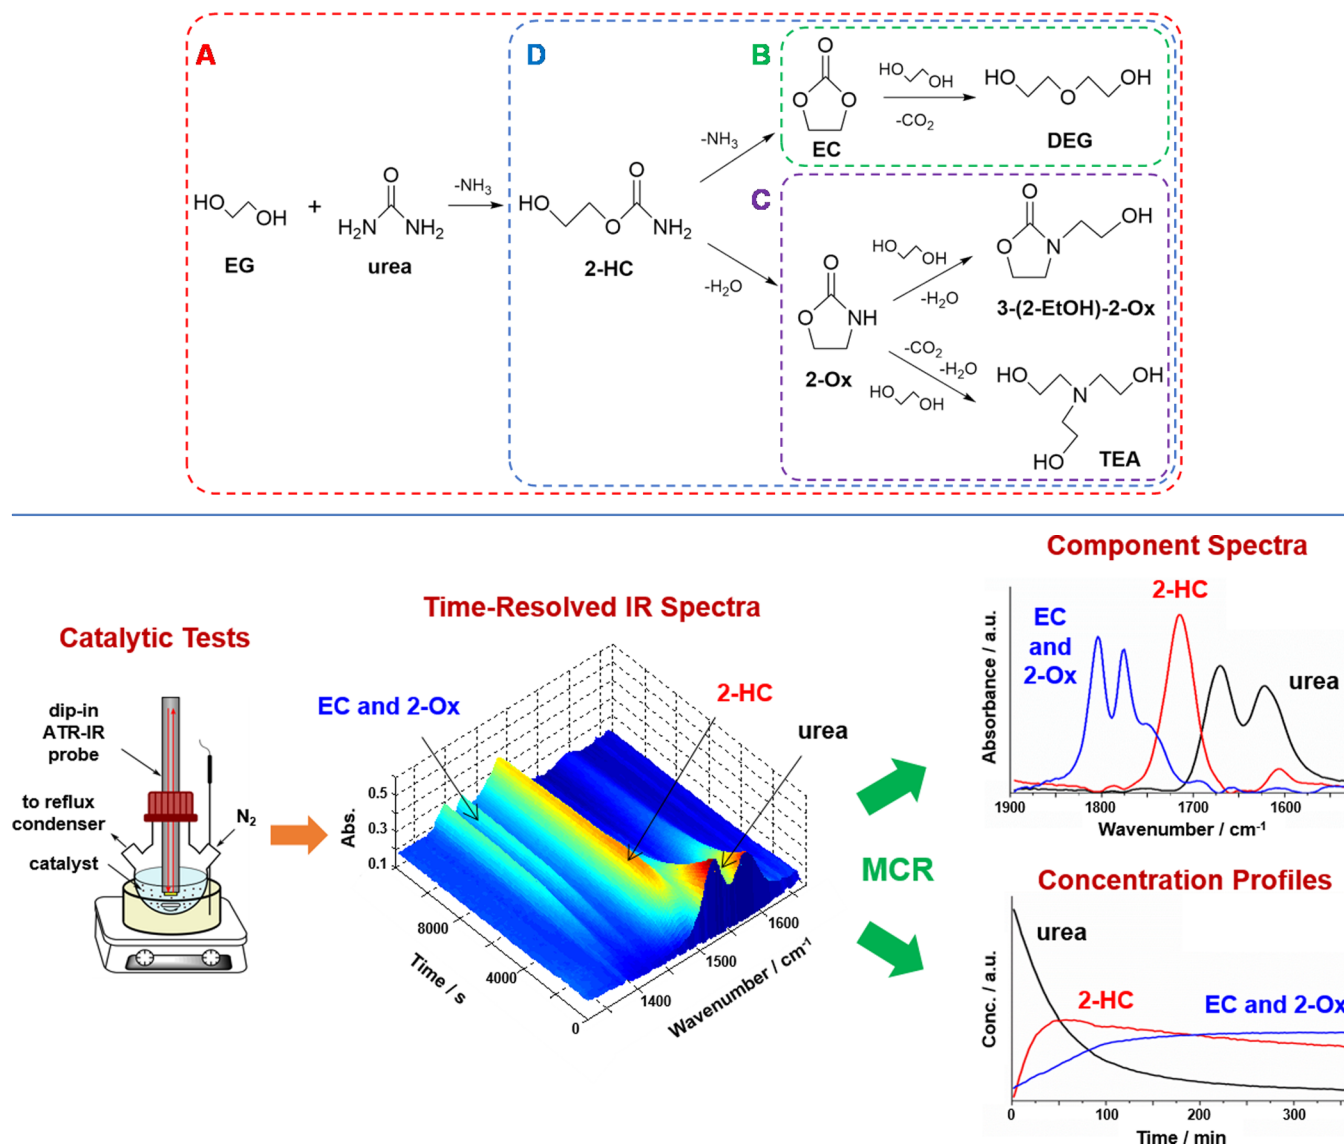 A
D
B
C
O
O
O
EC
HO
OH
-CO2
HO
O
OH
DEG
-NH3
HO
OH
EG
+
O
H2N
NH2
urea
-NH3
HO
O
O
NH2
2-HC
-H2O
O
O
NH
2-Ox
HO
OH
-H2O
O
O
N
OH
3-(2-EtOH)-2-Ox
-CO2
-H2O
HO
OH
HO
OH
N
HO
TEA
Catalytic Tests
dip-in
ATR-IR
probe
to reflux
condenser
N2
catalyst
Time-Resolved IR Spectra
EC and 2-Ox
2-HC
urea
Abs.
0.5
0.3
0.1
8000
4000
0
Time / s
1400
1500
1600
Wavenumber / cm-1
MCR
Component Spectra
2-HC
EC
and
2-Ox
urea
Absorbance / a.u.
1900
1800
1700
1600
Wavenumber / cm-1
Concentration Profiles
urea
2-HC
EC and 2-Ox
Conc. / a.u.
0
100
200
300
Time / min